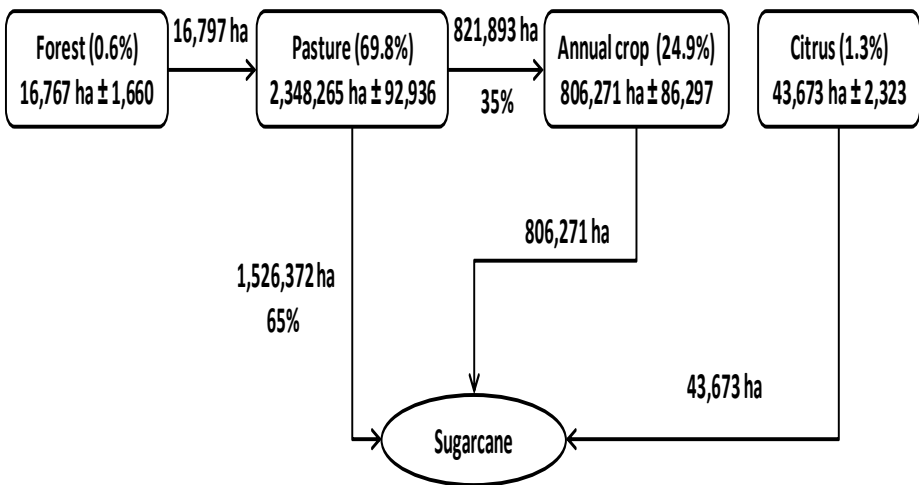 Forest (0.6%)
16,767 ha ± 1,660
16,797 ha
Pasture (69.8%)
2,348,265 ha ± 92,936
821,893 ha
35%
Annual crop (24.9%)
806,271 ha ± 86,297
Citrus (1.3%)
43,673 ha ± 2,323
806,271 ha
1,526,372 ha
65%
43,673 ha
Sugarcane